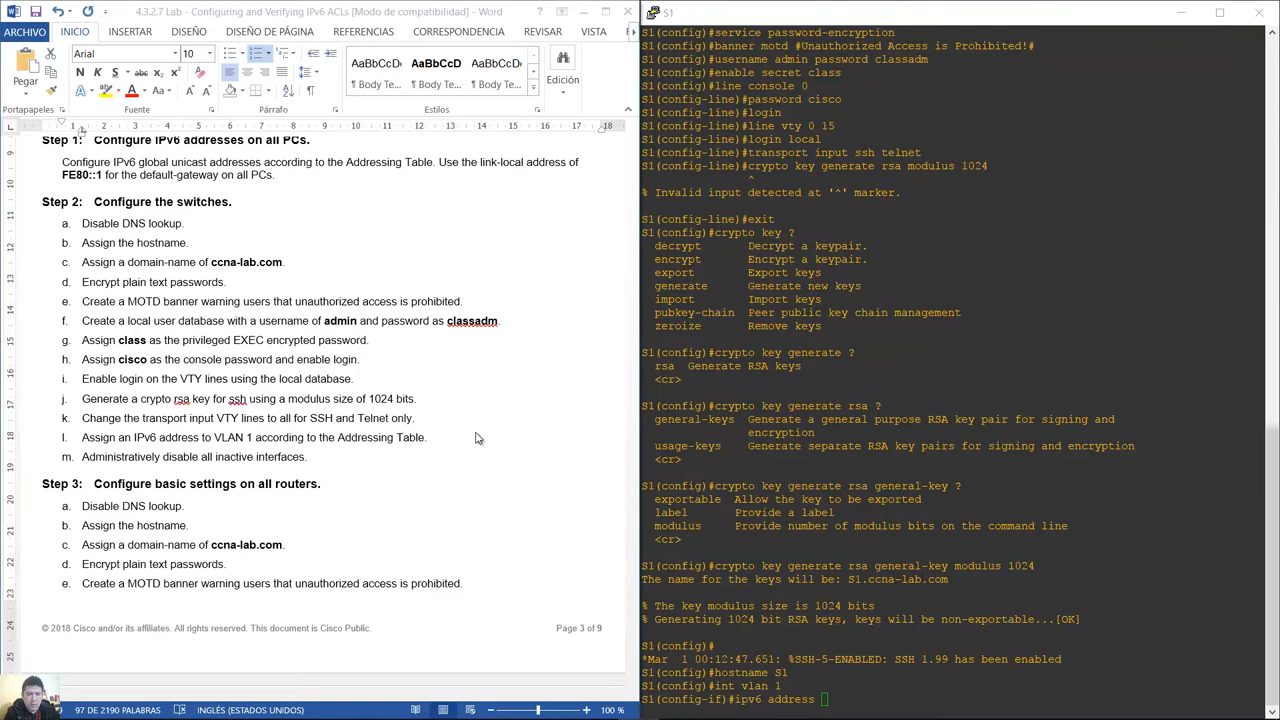 4.3.2.7 Lab - Configuring and Verifying IPv6 ACLs [Modo de compatibilidad] - Word
ARCHIVO INICIO INSERTAR DISEÑO DISEÑO DE PÁGINA REFERENCIAS CORRESPONDENCIA REVISAR VISTA
Pegar
Arial 10
N K S abc x₂ x²
AaBbCcD AaBbCcD AaBbCcD
¶ Body Te... ¶ Body Te... ¶ Body Te...
Edición
Portapapeles Fuente Párrafo Estilos
1 2 3 4 5 6 7 8 9 10 11 12 13 14 15 16 17 18
Step 1: Configure IPv6 addresses on all PCs.
Configure IPv6 global unicast addresses according to the Addressing Table. Use the link-local address of
FE80::1 for the default-gateway on all PCs.
Step 2: Configure the switches.
a. Disable DNS lookup.
b. Assign the hostname.
c. Assign a domain-name of ccna-lab.com.
d. Encrypt plain text passwords.
e. Create a MOTD banner warning users that unauthorized access is prohibited.
f. Create a local user database with a username of admin and password as classadm.
g. Assign class as the privileged EXEC encrypted password.
h. Assign cisco as the console password and enable login.
i. Enable login on the VTY lines using the local database.
j. Generate a crypto rsa key for ssh using a modulus size of 1024 bits.
k. Change the transport input VTY lines to all for SSH and Telnet only.
l. Assign an IPv6 address to VLAN 1 according to the Addressing Table.
m. Administratively disable all inactive interfaces.
Step 3: Configure basic settings on all routers.
a. Disable DNS lookup.
b. Assign the hostname.
c. Assign a domain-name of ccna-lab.com.
d. Encrypt plain text passwords.
e. Create a MOTD banner warning users that unauthorized access is prohibited.
© 2018 Cisco and/or its affiliates. All rights reserved. This document is Cisco Public. Page 3 of 9
97 DE 2190 PALABRAS INGLÉS (ESTADOS UNIDOS) 100 %
S1
S1(config)#service password-encryption
S1(config)#banner motd #Unauthorized Access is Prohibited!#
S1(config)#username admin password classadm
S1(config)#enable secret class
S1(config)#line console 0
S1(config-line)#password cisco
S1(config-line)#login
S1(config-line)#line vty 0 15
S1(config-line)#login local
S1(config-line)#transport input ssh telnet
S1(config-line)#crypto key generate rsa modulus 1024
^
% Invalid input detected at '^' marker.
S1(config-line)#exit
S1(config)#crypto key ?
decrypt Decrypt a keypair.
encrypt Encrypt a keypair.
export Export keys
generate Generate new keys
import Import keys
pubkey-chain Peer public key chain management
zeroize Remove keys
S1(config)#crypto key generate ?
rsa Generate RSA keys
<cr>
S1(config)#crypto key generate rsa ?
general-keys Generate a general purpose RSA key pair for signing and
encryption
usage-keys Generate separate RSA key pairs for signing and encryption
<cr>
S1(config)#crypto key generate rsa general-key ?
exportable Allow the key to be exported
label Provide a label
modulus Provide number of modulus bits on the command line
<cr>
S1(config)#crypto key generate rsa general-key modulus 1024
The name for the keys will be: S1.ccna-lab.com
% The key modulus size is 1024 bits
% Generating 1024 bit RSA keys, keys will be non-exportable...[OK]
S1(config)#
*Mar 1 00:12:47.651: %SSH-5-ENABLED: SSH 1.99 has been enabled
S1(config)#hostname S1
S1(config)#int vlan 1
S1(config-if)#ipv6 address